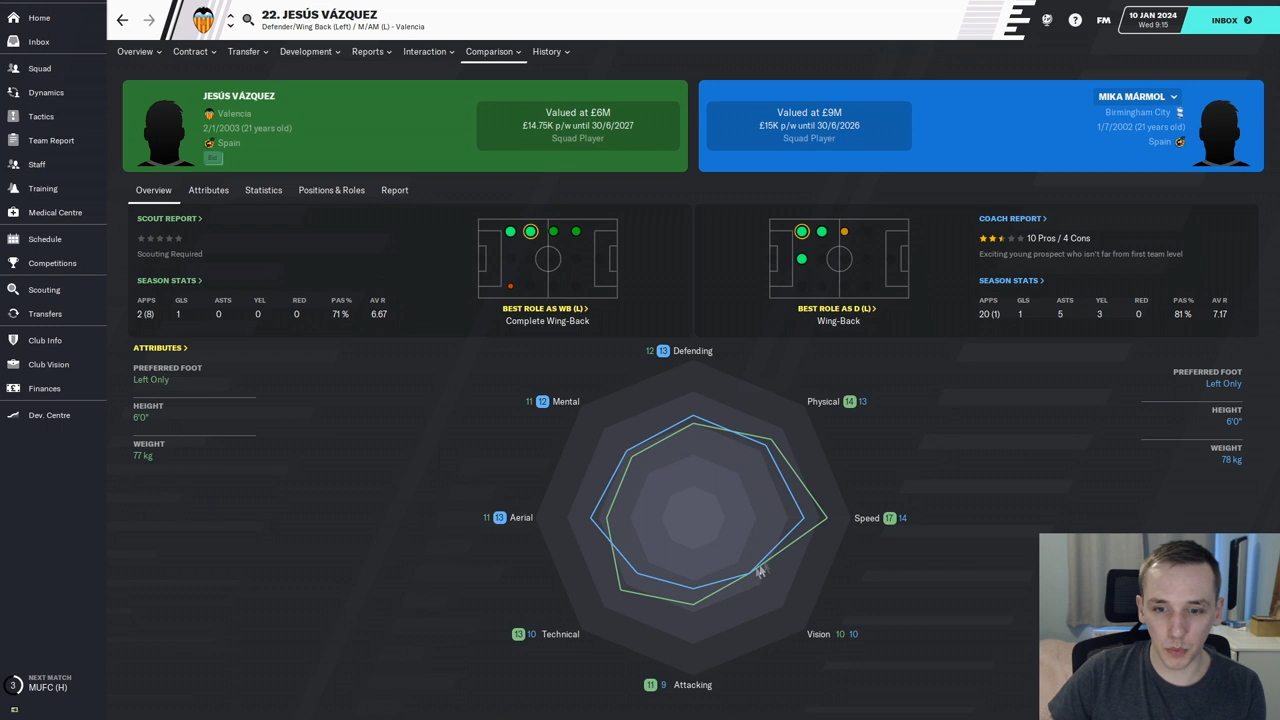 Home
Inbox
Squad
Dynamics
Tactics
Team Report
Staff
Training
Medical Centre
Schedule
Competitions
Scouting
Transfers
Club Info
Club Vision
Finances
Dev. Centre
3 NEXT MATCH
MUFC (H)
22. JESÚS VÁZQUEZ
Defender/Wing Back (Left) / M/AM (L) - Valencia
? FM
10 JAN 2024
Wed 9:15
INBOX
Overview Contract Transfer Development Reports Interaction Comparison History
JESÚS VÁZQUEZ
Valencia
2/1/2003 (21 years old)
Spain
Valued at £6M
£14.75K p/w until 30/6/2027
Squad Player
Valued at £9M
£15K p/w until 30/6/2026
Squad Player
MIKA MÁRMOL
Birmingham City
1/7/2002 (21 years old)
Spain
Overview Attributes Statistics Positions & Roles Report
SCOUT REPORT >
Scouting Required
SEASON STATS >
APPS GLS ASTS YEL RED PAS % AV R
2 (8) 1 0 0 0 71 % 6.67
BEST ROLE AS WB (L) >
Complete Wing-Back
BEST ROLE AS D (L) >
Wing-Back
COACH REPORT >
10 Pros / 4 Cons
Exciting young prospect who isn't far from first team level
SEASON STATS >
APPS GLS ASTS YEL RED PAS % AV R
20 (1) 1 5 3 0 81 % 7.17
ATTRIBUTES >
PREFERRED FOOT
Left Only
HEIGHT
6'0"
WEIGHT
77 kg
12 13 Defending
11 12 Mental
Physical 14 13
11 13 Aerial
Speed 17 14
13 10 Technical
Vision 10 10
11 9 Attacking
PREFERRED FOOT
Left Only
HEIGHT
6'0"
WEIGHT
78 kg